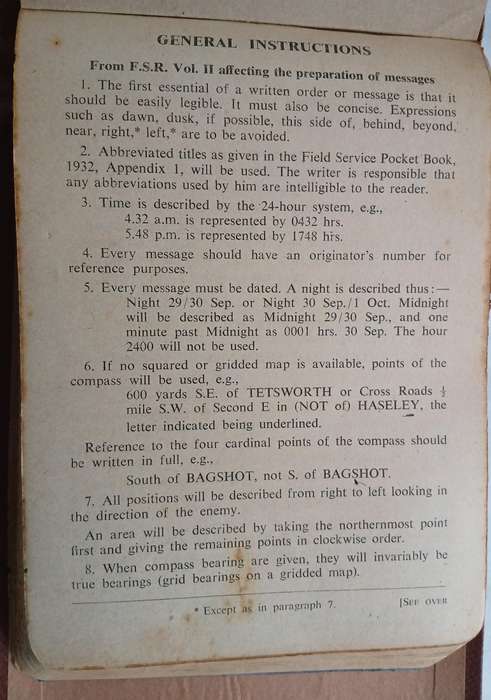 GENERAL INSTRUCTIONS
From F.S.R. Vol. II affecting the preparation of messages
1. The first essential of a written order or message is that it
should be easily legible. It must also be concise. Expressions
such as dawn, dusk, if possible, this side of, behind, beyond,
near, right,* left,* are to be avoided.
2. Abbreviated titles as given in the Field Service Pocket Book,
1932, Appendix 1, will be used. The writer is responsible that
any abbreviations used by him are intelligible to the reader.
3. Time is described by the 24-hour system, e.g.,
4.32 a.m. is represented by 0432 hrs.
5.48 p.m. is represented by 1748 hrs.
4. Every message should have an originator's number for
reference purposes.
5. Every message must be dated. A night is described thus:—
Night 29/30 Sep. or Night 30 Sep./1 Oct. Midnight
will be described as Midnight 29/30 Sep., and one
minute past Midnight as 0001 hrs. 30 Sep. The hour
2400 will not be used.
6. If no squared or gridded map is available, points of the
compass will be used, e.g.,
600 yards S.E. of TETSWORTH or Cross Roads ½
mile S.W. of Second E in (NOT of) HASELEY, the
letter indicated being underlined.
Reference to the four cardinal points of the compass should
be written in full, e.g.,
South of BAGSHOT, not S. of BAGSHOT.
7. All positions will be described from right to left looking in
the direction of the enemy.
An area will be described by taking the northernmost point
first and giving the remaining points in clockwise order.
8. When compass bearing are given, they will invariably be
true bearings (grid bearings on a gridded map).
* Except as in paragraph 7. [SEE OVER